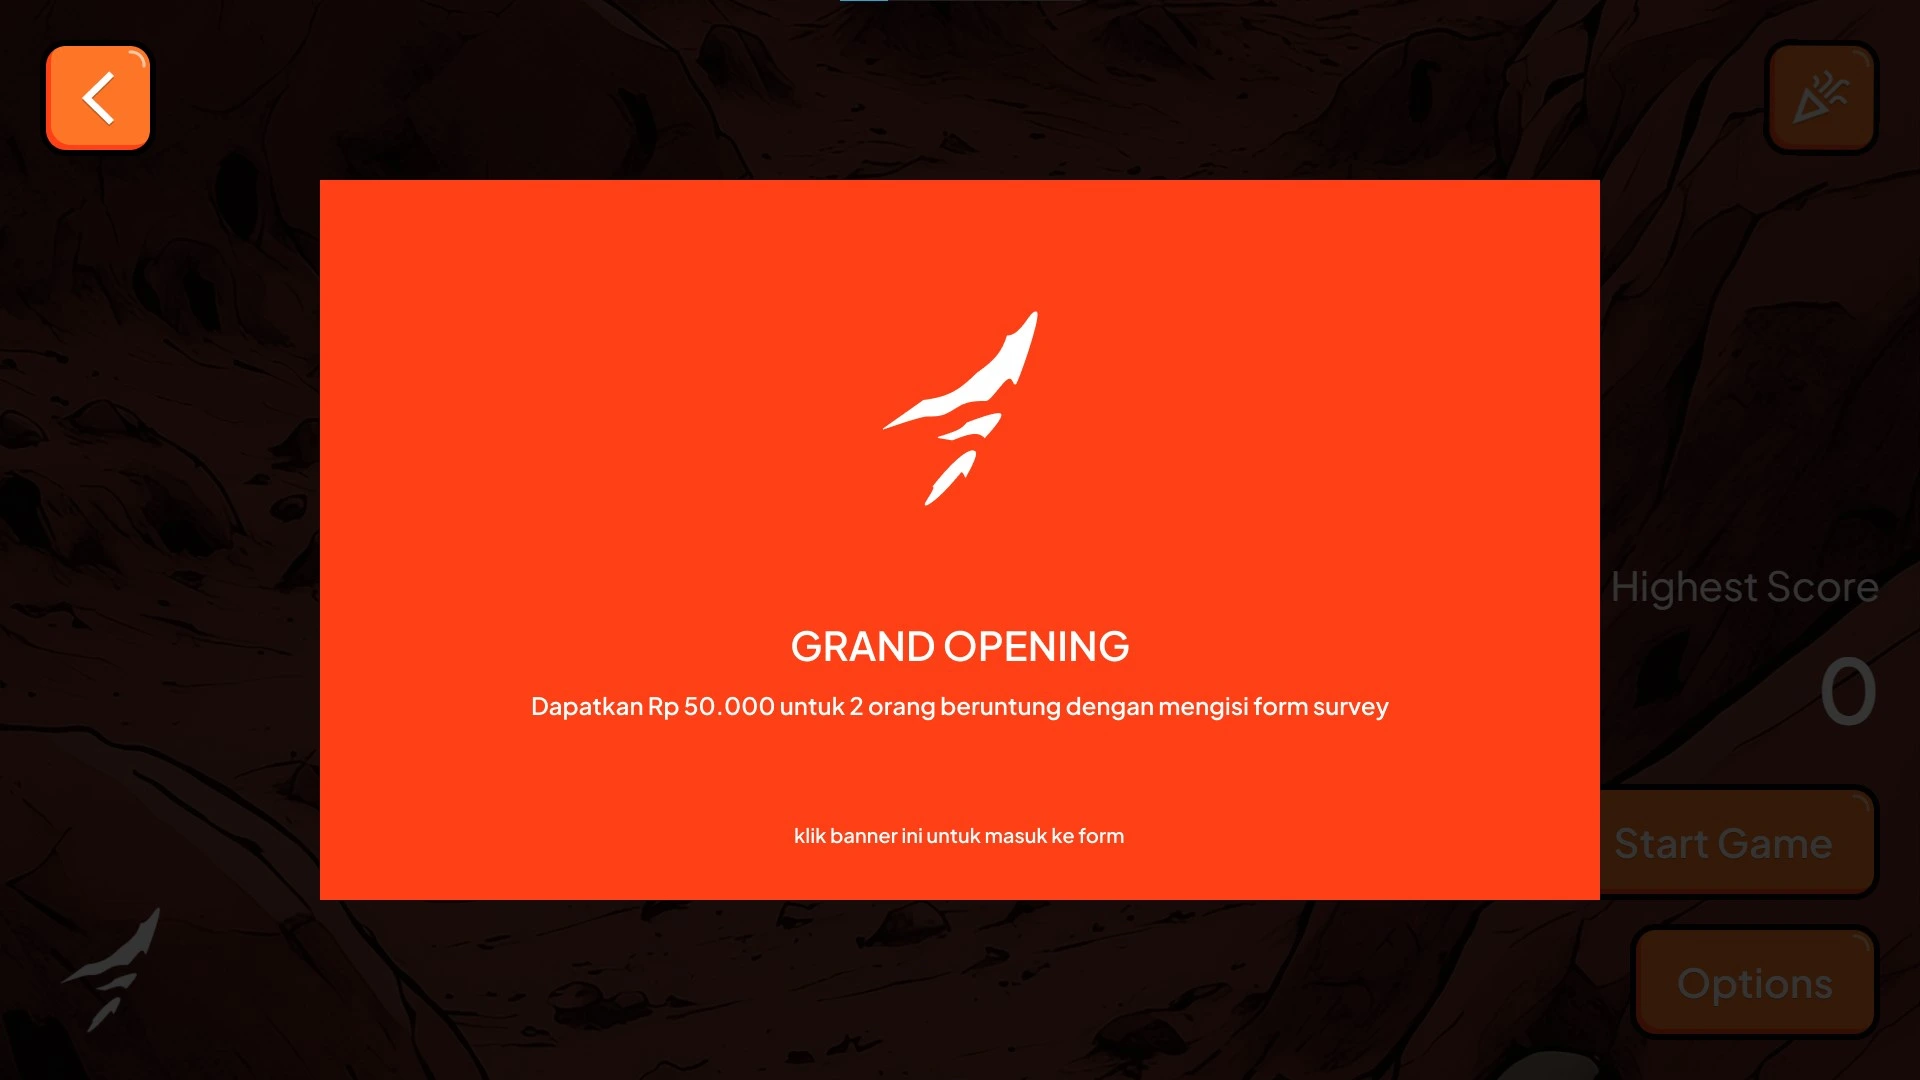 GRAND OPENING
Dapatkan Rp 50.000 untuk 2 orang beruntung dengan mengisi form survey
klik banner ini untuk masuk ke form
Highest Score
0
Start Game
Options